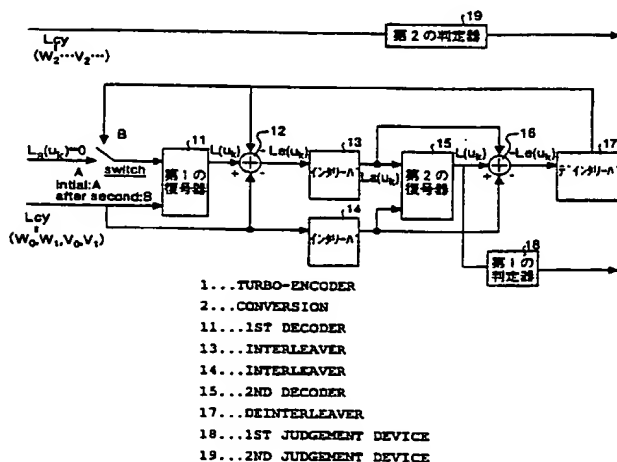 19
Lcy
(W₂···V₂···)
第2の判定器
B
11
12
13
15
16
17
La(uk)=0
L(uk)
Le(uk)
L(uk)
Le(uk)
第1の復号器
インタリーバ
La(uk)
第2の復号器
デインタリーバ
A
switch
intial:A
after second:B
14
インタリーバ
Lcy
(W₀,W₁,V₀,V₁)
18
第1の判定器
1...TURBO-ENCODER
2...CONVERSION
11...1ST DECODER
13...INTERLEAVER
14...INTERLEAVER
15...2ND DECODER
17...DEINTERLEAVER
18...1ST JUDGEMENT DEVICE
19...2ND JUDGEMENT DEVICE